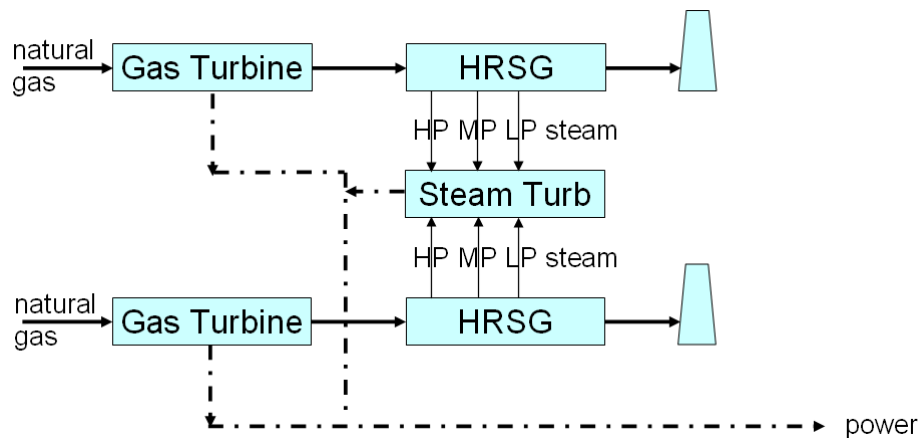 natural
gas
Gas Turbine
HRSG
HP MP LP steam
Steam Turb
HP MP LP steam
natural
gas
Gas Turbine
HRSG
power